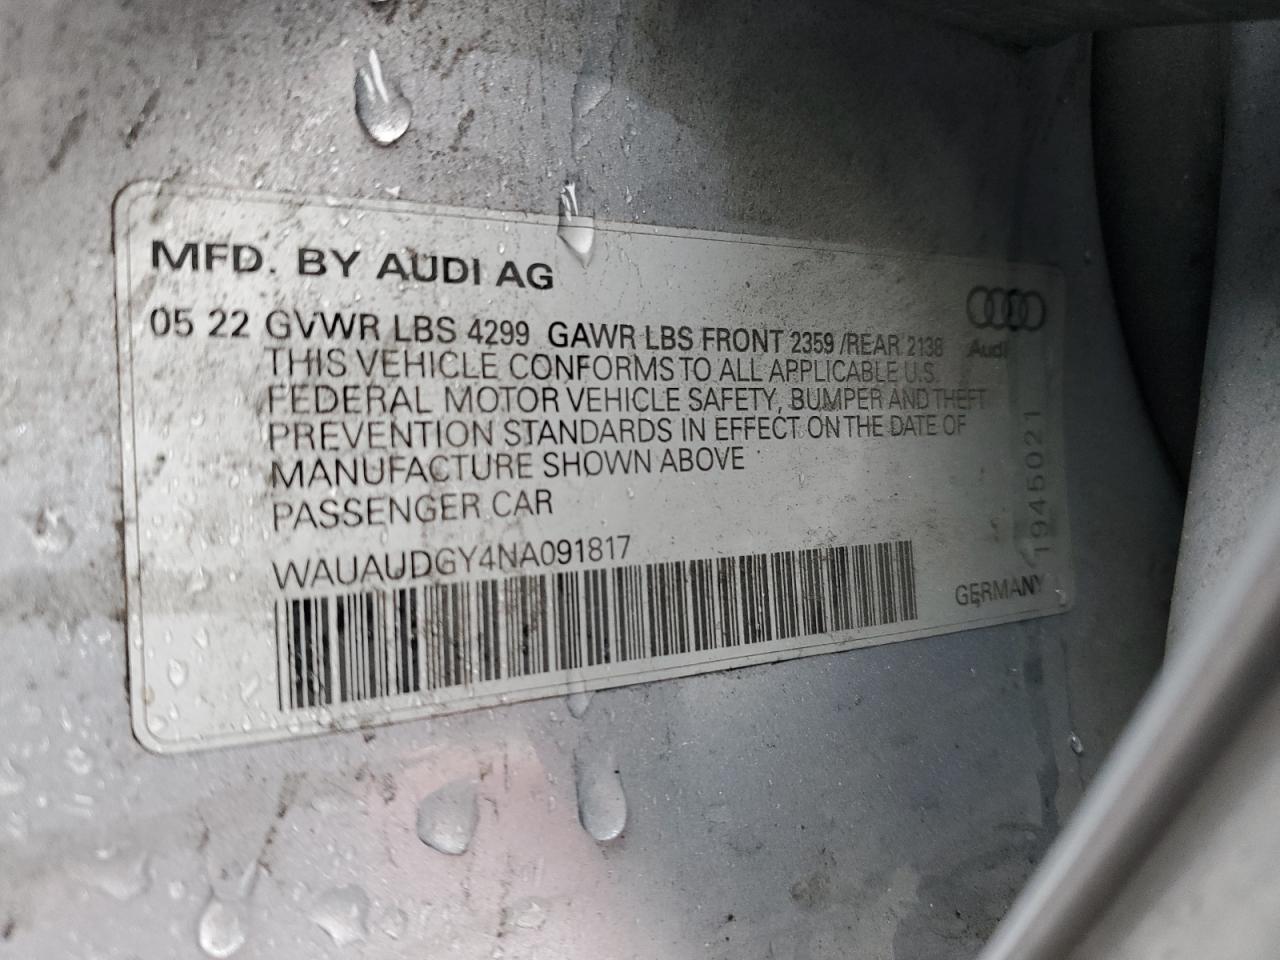 MFD. BY AUDI AG
05 22 GVWR LBS 4299 GAWR LBS FRONT 2359 /REAR 2138
Audi
THIS VEHICLE CONFORMS TO ALL APPLICABLE U.S.
FEDERAL MOTOR VEHICLE SAFETY, BUMPER AND THEFT
PREVENTION STANDARDS IN EFFECT ON THE DATE OF
MANUFACTURE SHOWN ABOVE
PASSENGER CAR
WAUAUDGY4NA091817
GERMANY
1945021